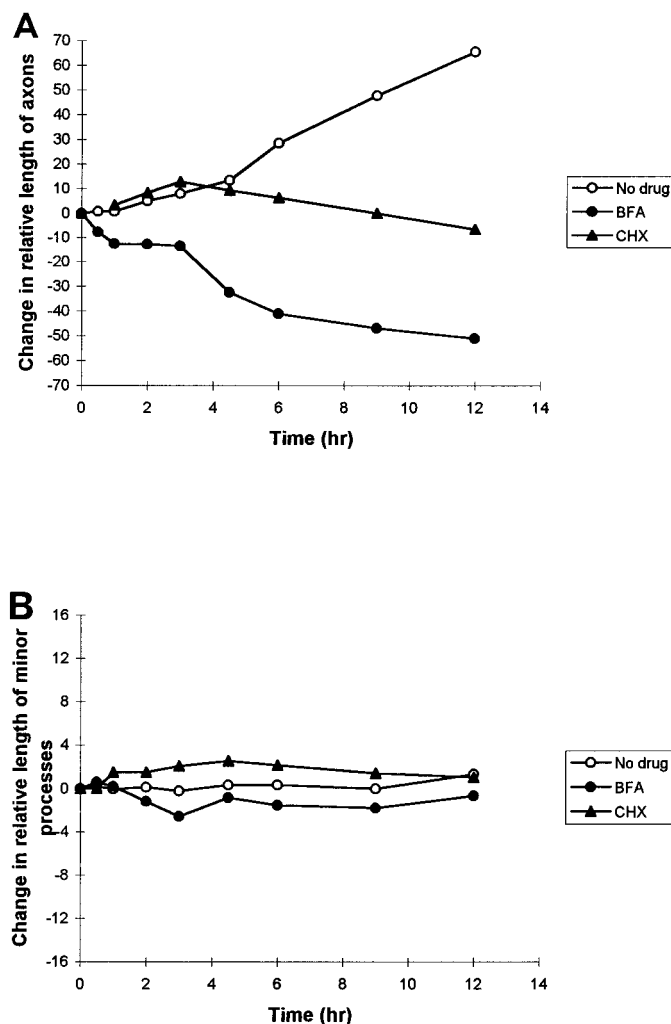 A
Change in relative length of axons
70
60
50
40
30
20
10
0
-10
-20
-30
-40
-50
-60
-70
0 2 4 6 8 10 12 14
Time (hr)
No drug
BFA
CHX
B
Change in relative length of minor
processes
16
12
8
4
0
-4
-8
-12
-16
0 2 4 6 8 10 12 14
Time (hr)
No drug
BFA
CHX